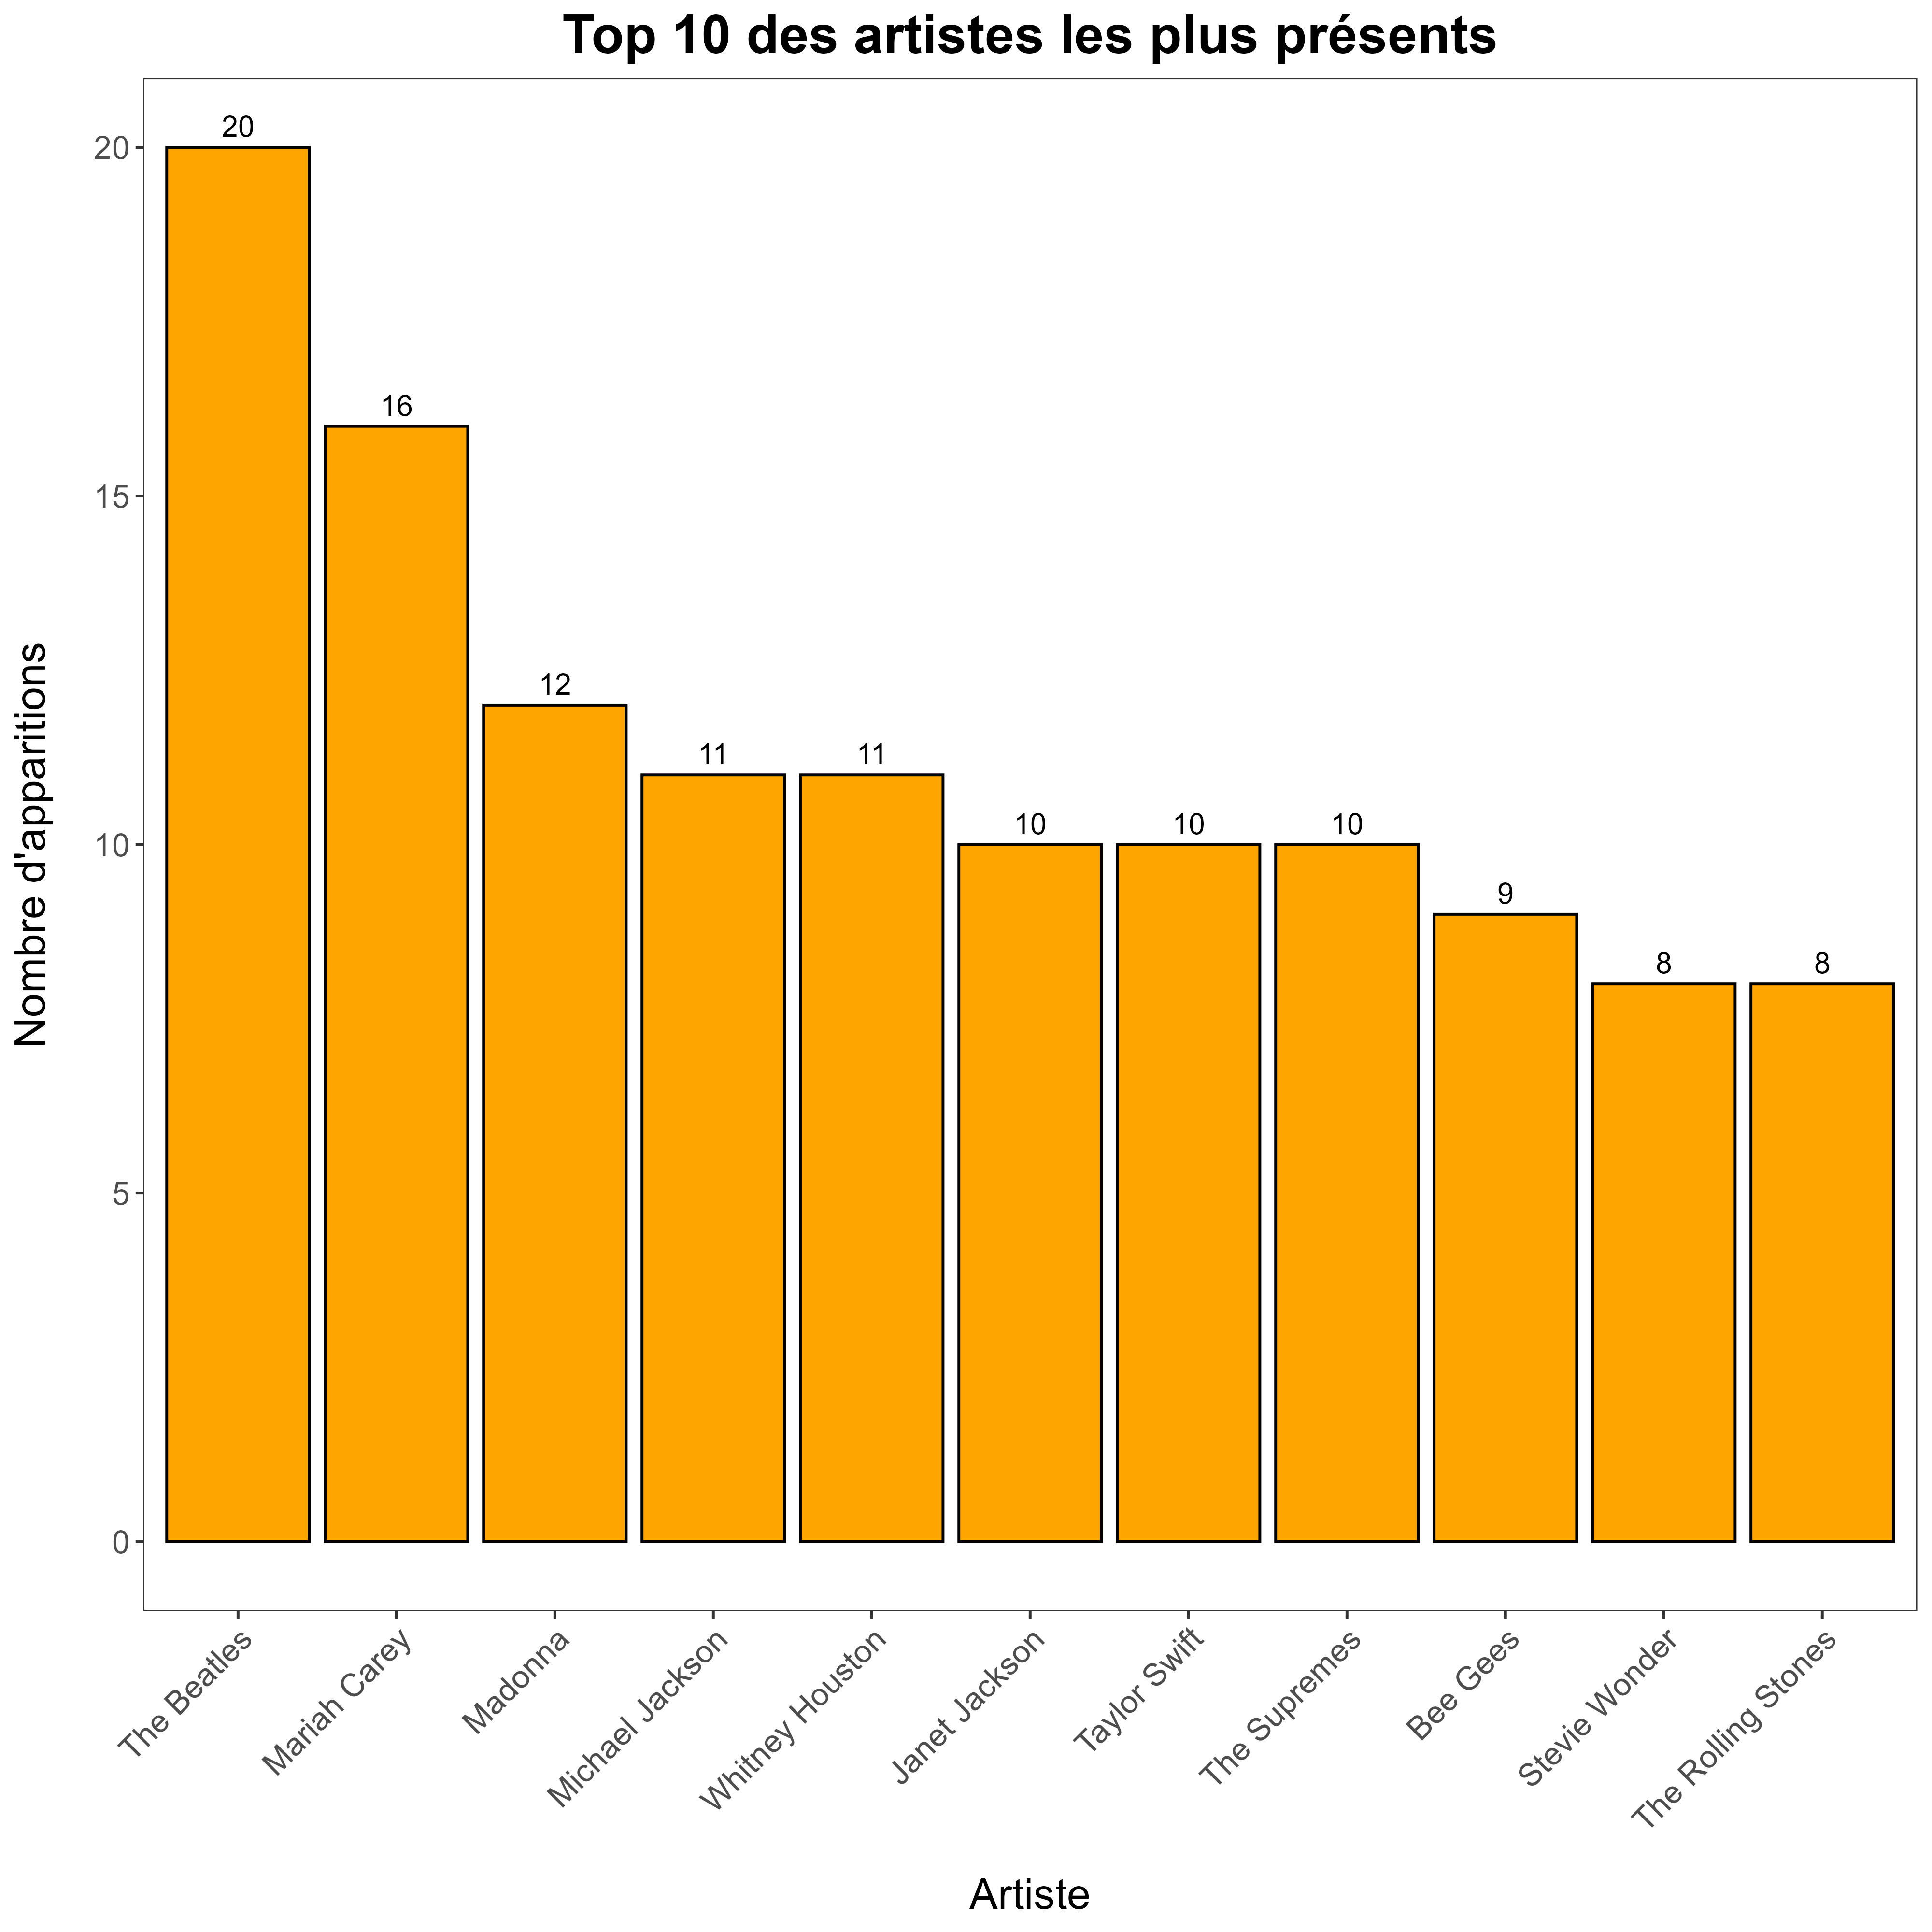 Top 10 des artistes les plus présents
Nombre d'apparitions
20
15
10
5
0
20
16
12
11
11
10
10
10
9
8
8
The Beatles
Mariah Carey
Madonna
Michael Jackson
Whitney Houston
Janet Jackson
Taylor Swift
The Supremes
Bee Gees
Stevie Wonder
The Rolling Stones
Artiste